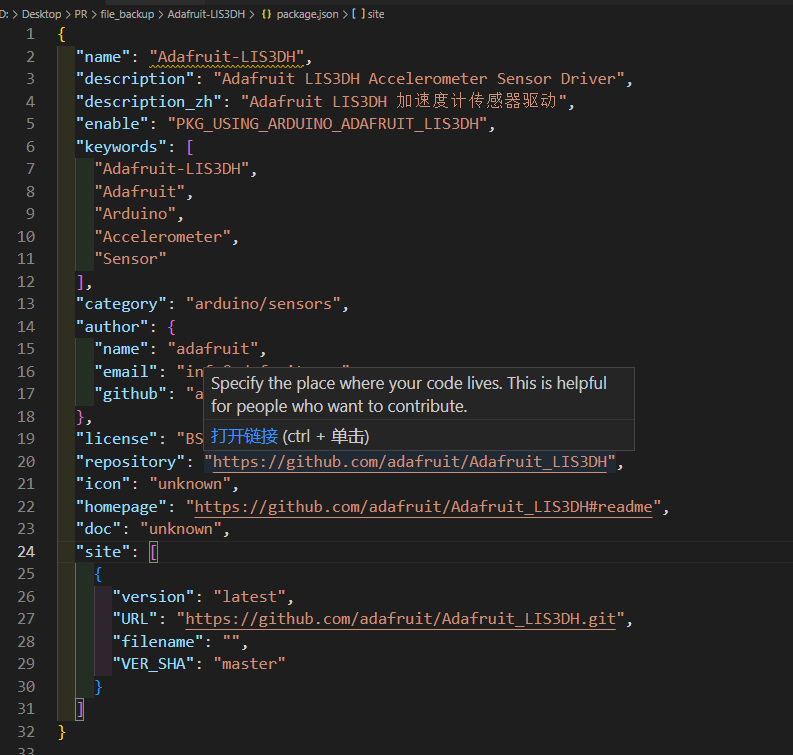 D: > Desktop > PR > file_backup > Adafruit-LIS3DH > {} package.json > [ ] site
1 {
2 "name": "Adafruit-LIS3DH",
3 "description": "Adafruit LIS3DH Accelerometer Sensor Driver",
4 "description_zh": "Adafruit LIS3DH 加速度计传感器驱动",
5 "enable": "PKG_USING_ARDUINO_ADAFRUIT_LIS3DH",
6 "keywords": [
7 "Adafruit-LIS3DH",
8 "Adafruit",
9 "Arduino",
10 "Accelerometer",
11 "Sensor"
12 ],
13 "category": "arduino/sensors",
14 "author": {
15 "name": "adafruit",
16 "email":
17 "github": "a
Specify the place where your code lives. This is helpful
for people who want to contribute.
打开链接 (ctrl + 单击)
18 },
19 "license": "BS
20 "repository": "https://github.com/adafruit/Adafruit_LIS3DH",
21 "icon": "unknown",
22 "homepage": "https://github.com/adafruit/Adafruit_LIS3DH#readme",
23 "doc": "unknown",
24 "site": [
25 {
26 "version": "latest",
27 "URL": "https://github.com/adafruit/Adafruit_LIS3DH.git",
28 "filename": "",
29 "VER_SHA": "master"
30 }
31 ]
32 }
33